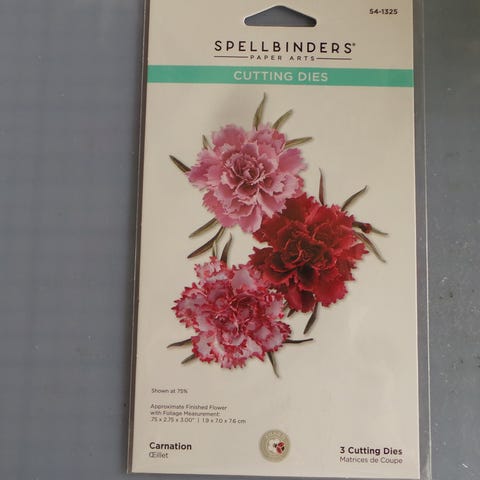 S4-1325
SPELLBINDERS®
PAPER ARTS
CUTTING DIES
Shown at 75%
Approximate Finished Flower
with Foliage Measurement:
.75 x 2.75 x 3.00" | 1.9 x 7.0 x 7.6 cm
Carnation
Œillet
3 Cutting Dies
Matrices de Coupe